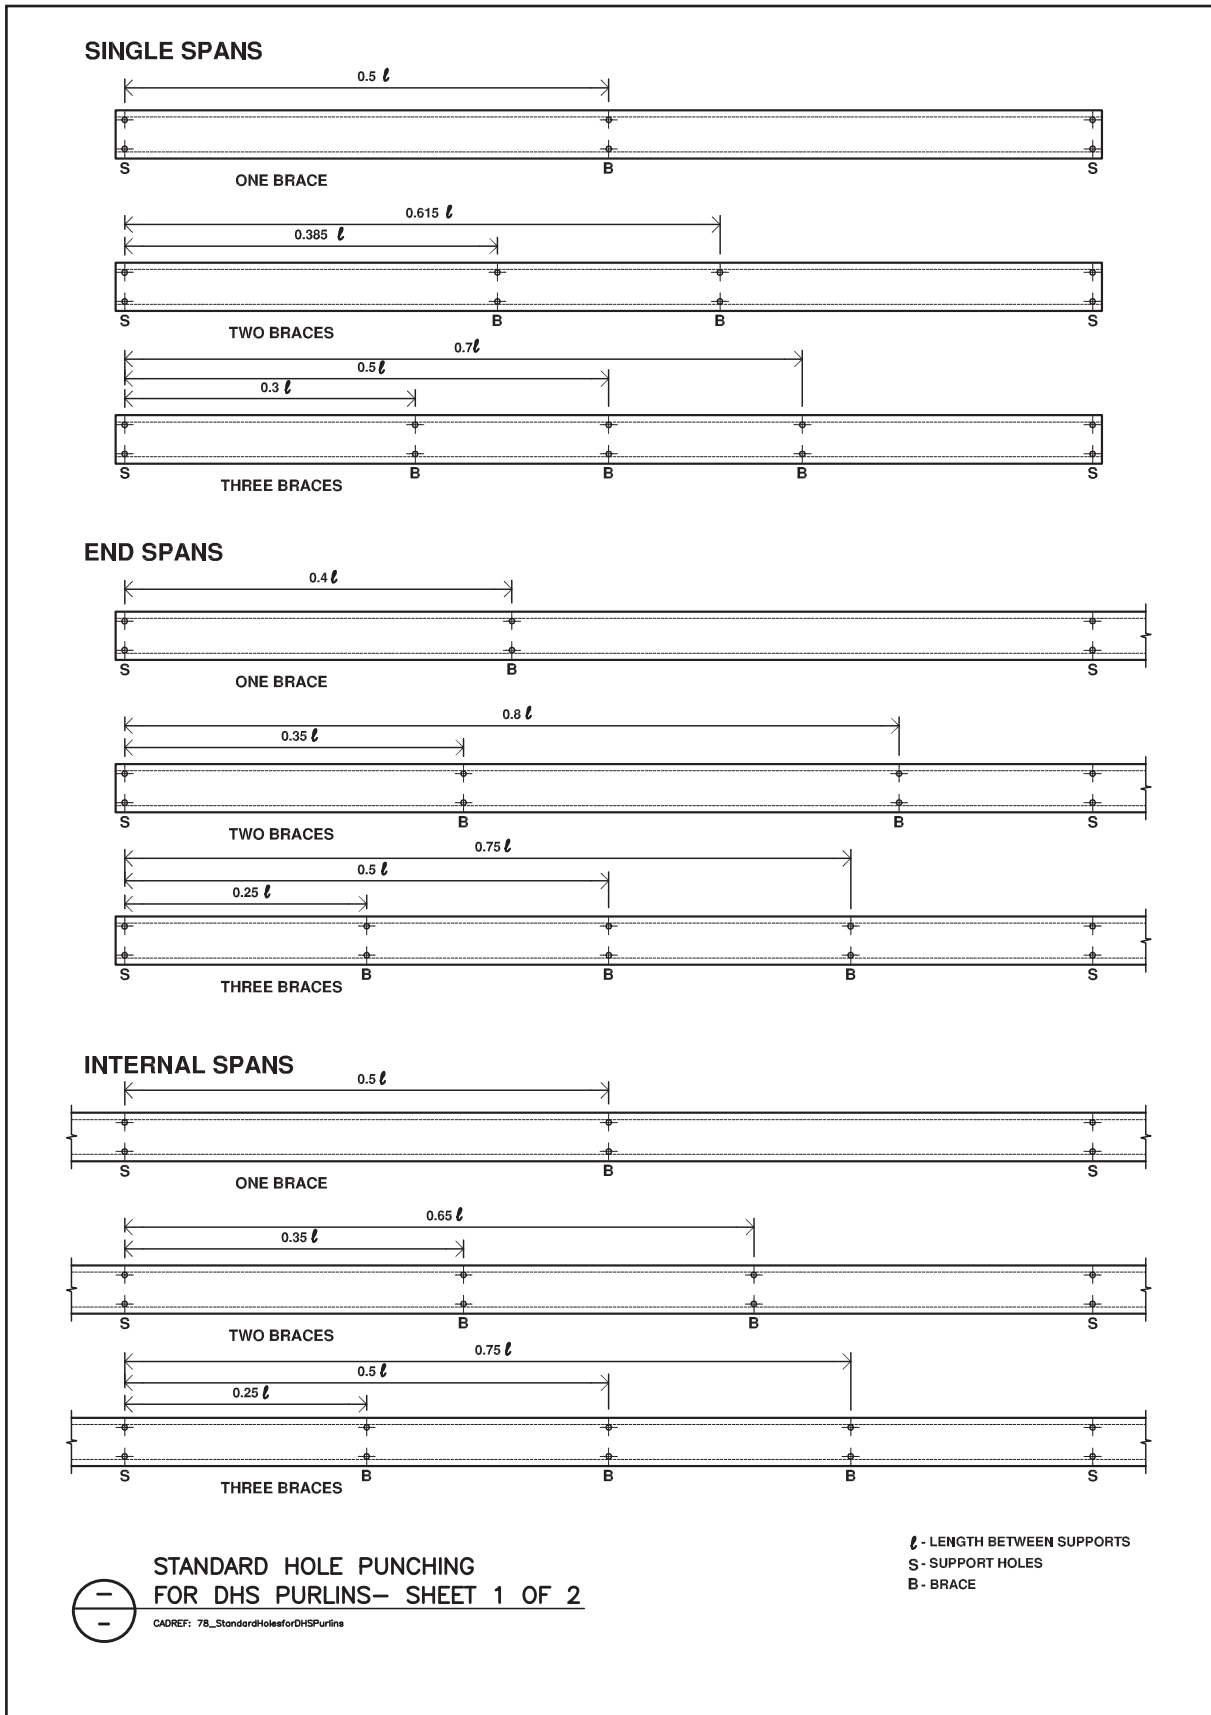 SINGLE SPANS
0.5 ℓ
S B S
ONE BRACE
0.615 ℓ
0.385 ℓ
S B B S
TWO BRACES
0.7ℓ
0.5ℓ
0.3 ℓ
S B B B S
THREE BRACES
END SPANS
0.4ℓ
S B S
ONE BRACE
0.8 ℓ
0.35 ℓ
S B B S
TWO BRACES
0.75 ℓ
0.5 ℓ
0.25 ℓ
S B B B S
THREE BRACES
INTERNAL SPANS
0.5 ℓ
S B S
ONE BRACE
0.65 ℓ
0.35 ℓ
S B B S
TWO BRACES
0.75 ℓ
0.5 ℓ
0.25 ℓ
S B B B S
THREE BRACES
ℓ - LENGTH BETWEEN SUPPORTS
S - SUPPORT HOLES
B - BRACE
STANDARD HOLE PUNCHING
FOR DHS PURLINS- SHEET 1 OF 2
CADREF: 78_StandardHolesforDHSPurlins
-
-